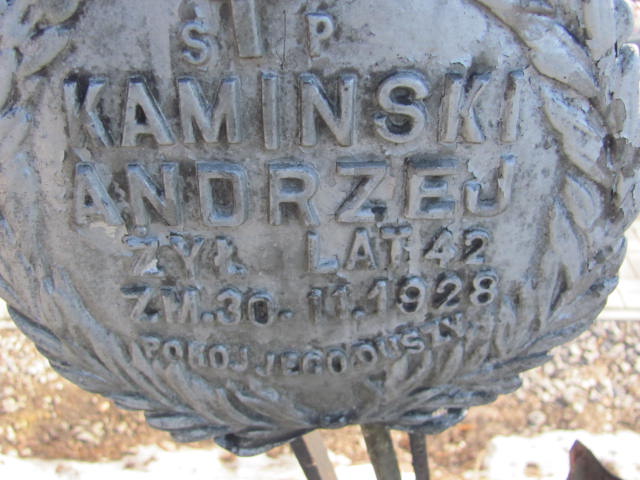 Ś P
KAMINSKI
ANDRZEJ
ŻYŁ LAT 42
ZM. 30. 11. 1928
POKÓJ JEGO DUSZY